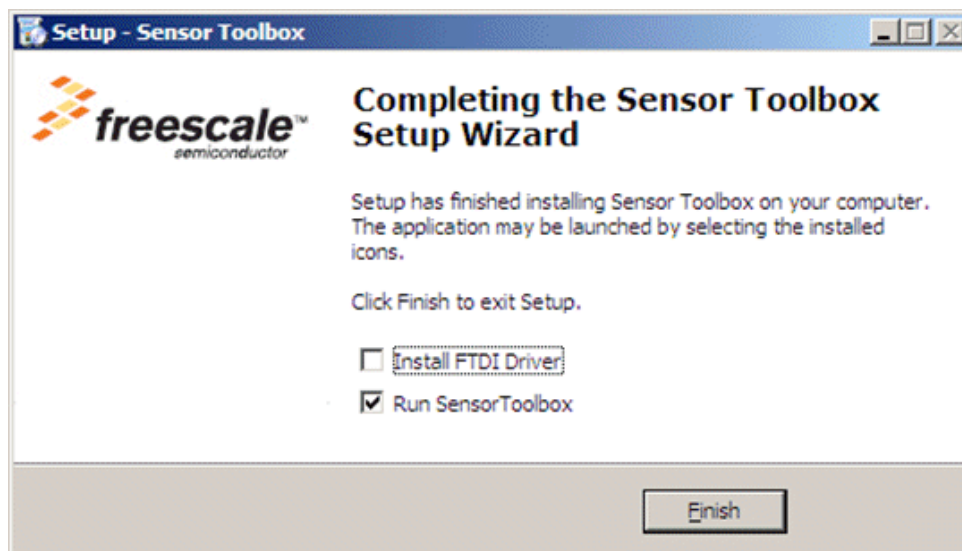 Setup - Sensor Toolbox
freescale™
semiconductor
Completing the Sensor Toolbox
Setup Wizard
Setup has finished installing Sensor Toolbox on your computer.
The application may be launched by selecting the installed
icons.
Click Finish to exit Setup.
Install FTDI Driver
Run SensorToolbox
Finish